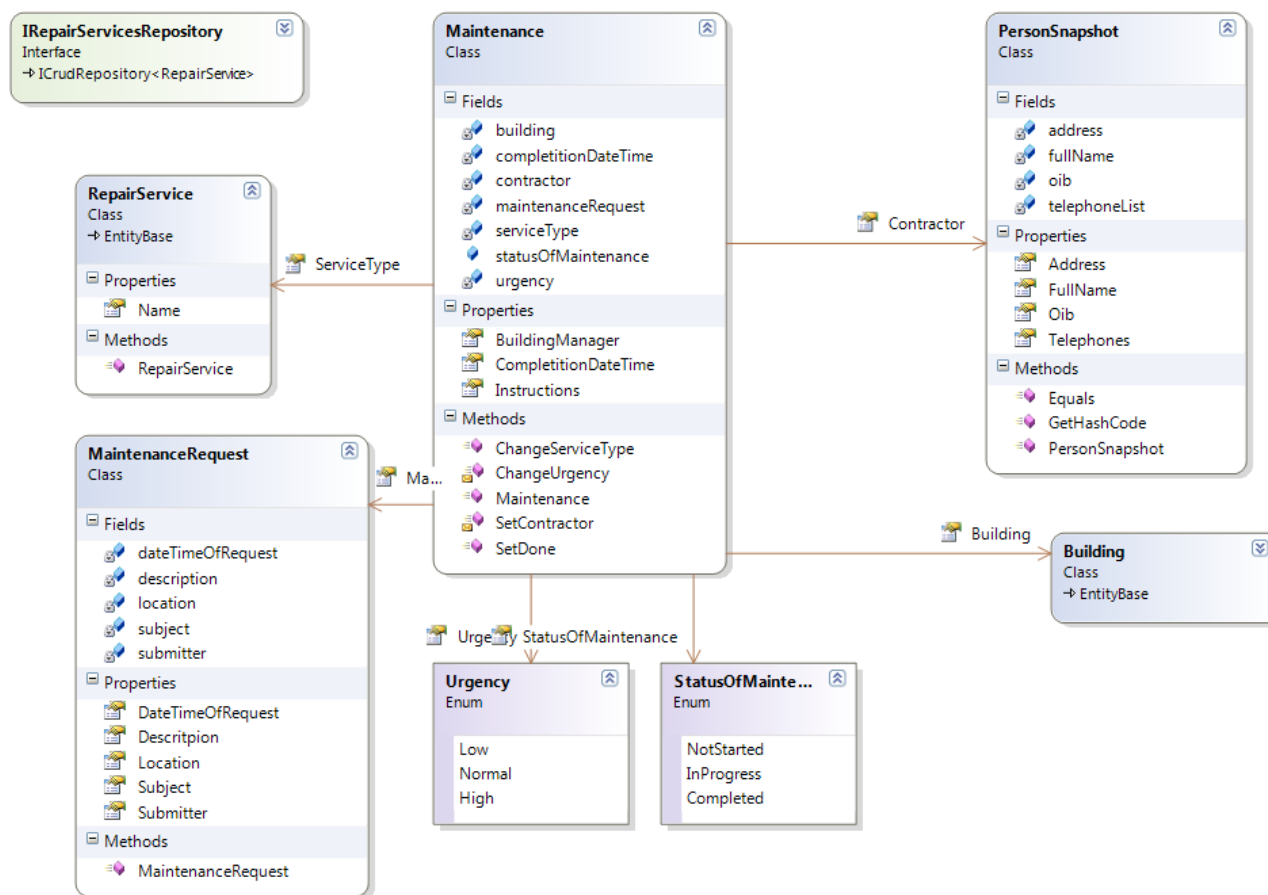 IRepairServicesRepository
Interface
ICrudRepository<RepairService>
RepairService
Class
EntityBase
Properties
Name
Methods
RepairService
ServiceType
MaintenanceRequest
Class
Fields
dateTimeOfRequest
description
location
subject
submitter
Properties
DateTimeOfRequest
Descritpion
Location
Subject
Submitter
Methods
MaintenanceRequest
Ma...
Maintenance
Class
Fields
building
completitionDateTime
contractor
maintenanceRequest
serviceType
statusOfMaintenance
urgency
Properties
BuildingManager
CompletitionDateTime
Instructions
Methods
ChangeServiceType
ChangeUrgency
Maintenance
SetContractor
SetDone
Urgency
StatusOfMaintenance
Urgency
Enum
Low
Normal
High
StatusOfMainte...
Enum
NotStarted
InProgress
Completed
Contractor
PersonSnapshot
Class
Fields
address
fullName
oib
telephoneList
Properties
Address
FullName
Oib
Telephones
Methods
Equals
GetHashCode
PersonSnapshot
Building
Building
Class
EntityBase